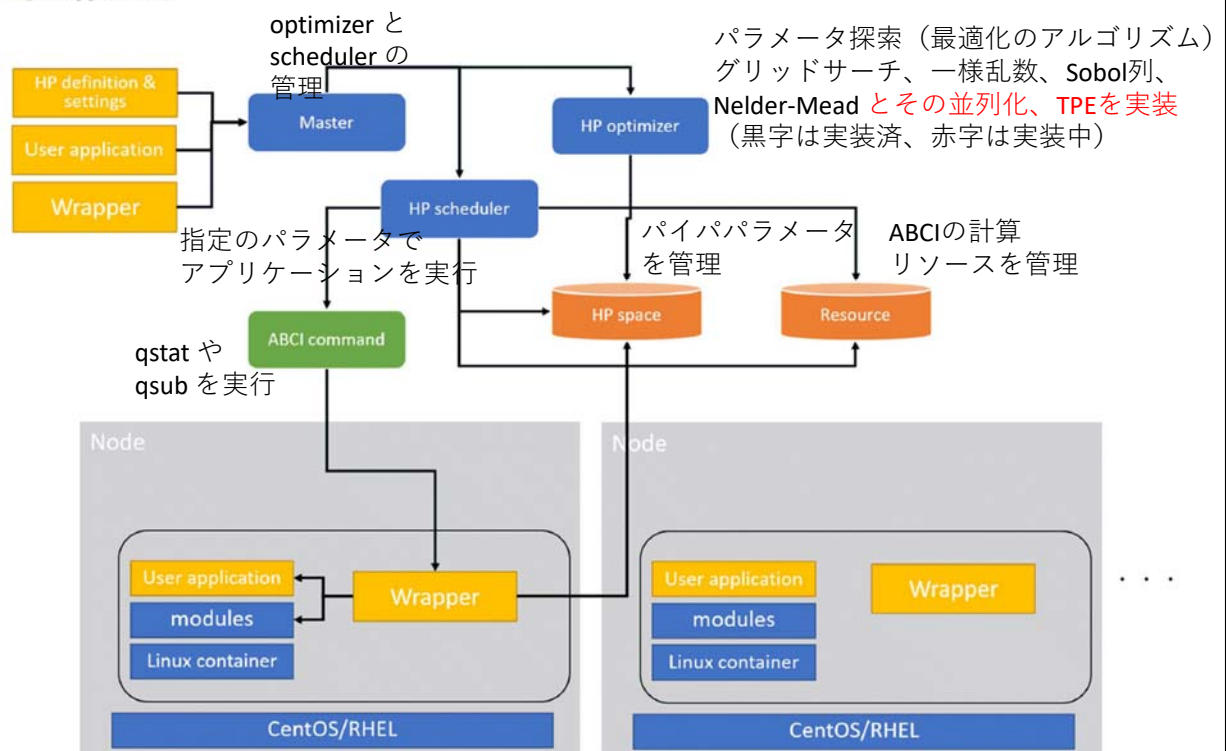 optimizer と
scheduler の
管理
パラメータ探索（最適化のアルゴリズム）
グリッドサーチ、一様乱数、Sobol列、
Nelder-Mead とその並列化、TPEを実装
（黒字は実装済、赤字は実装中）
HP definition &
settings
User application
Wrapper
Master
HP optimizer
HP scheduler
指定のパラメータで
アプリケーションを実行
パイパパラメータ
を管理
ABCIの計算
リソースを管理
HP space
Resource
ABCI command
qstat や
qsub を実行
Node
User application
modules
Linux container
Wrapper
CentOS/RHEL
Node
User application
modules
Linux container
Wrapper
CentOS/RHEL
・・・